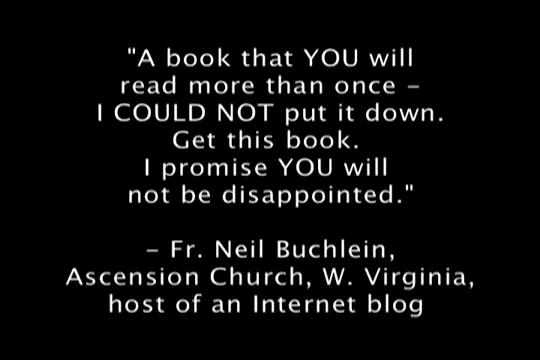 "A book that YOU will
read more than once –
I COULD NOT put it down.
Get this book.
I promise YOU will
not be disappointed."
– Fr. Neil Buchlein,
Ascension Church, W. Virginia,
host of an Internet blog